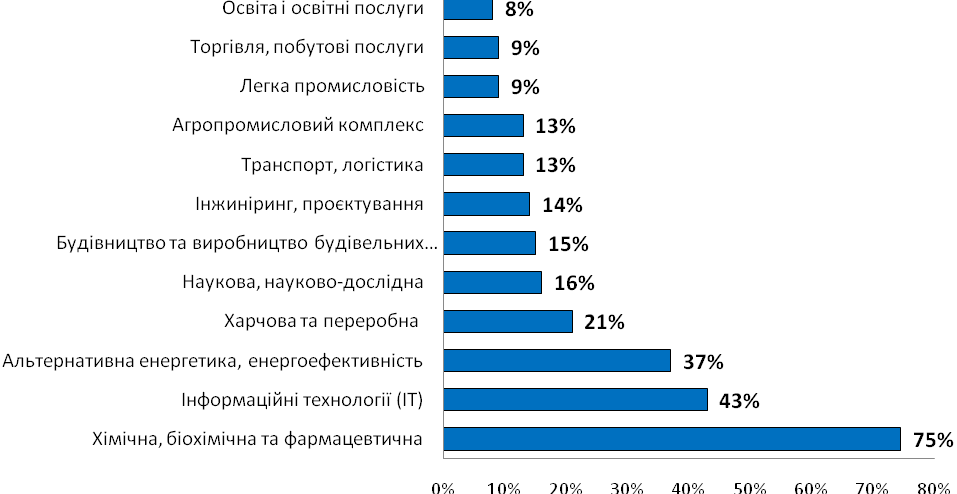 Освіта і освітні послуги 8%
Торгівля, побутові послуги 9%
Легка промисловість 9%
Агропромисловий комплекс 13%
Транспорт, логістика 13%
Інжиніринг, проєктування 14%
Будівництво та виробництво будівельних... 15%
Наукова, науково-дослідна 16%
Харчова та переробна 21%
Альтернативна енергетика, енергоефективність 37%
Інформаційні технології (ІТ) 43%
Хімічна, біохімічна та фармацевтична 75%
0% 10% 20% 30% 40% 50% 60% 70% 80%